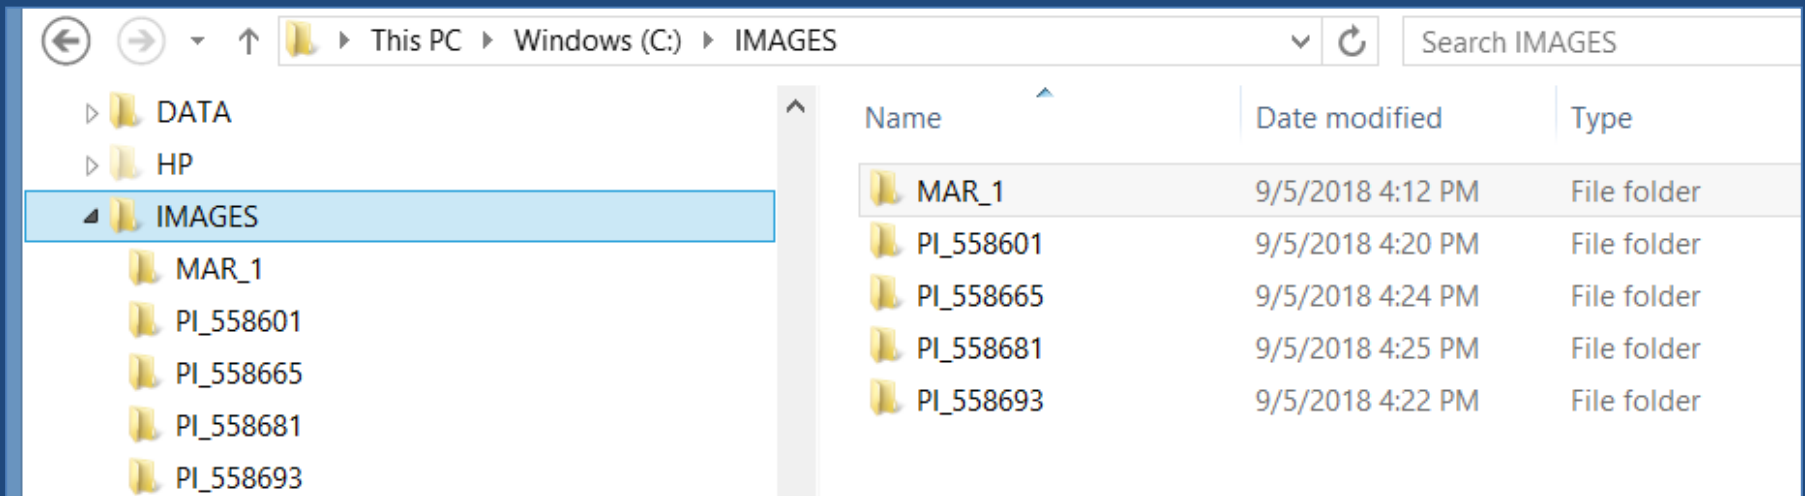 This PC Windows (C:) IMAGES
Search IMAGES
DATA
HP
IMAGES
MAR_1
PI_558601
PI_558665
PI_558681
PI_558693
Name Date modified Type
MAR_1 9/5/2018 4:12 PM File folder
PI_558601 9/5/2018 4:20 PM File folder
PI_558665 9/5/2018 4:24 PM File folder
PI_558681 9/5/2018 4:25 PM File folder
PI_558693 9/5/2018 4:22 PM File folder